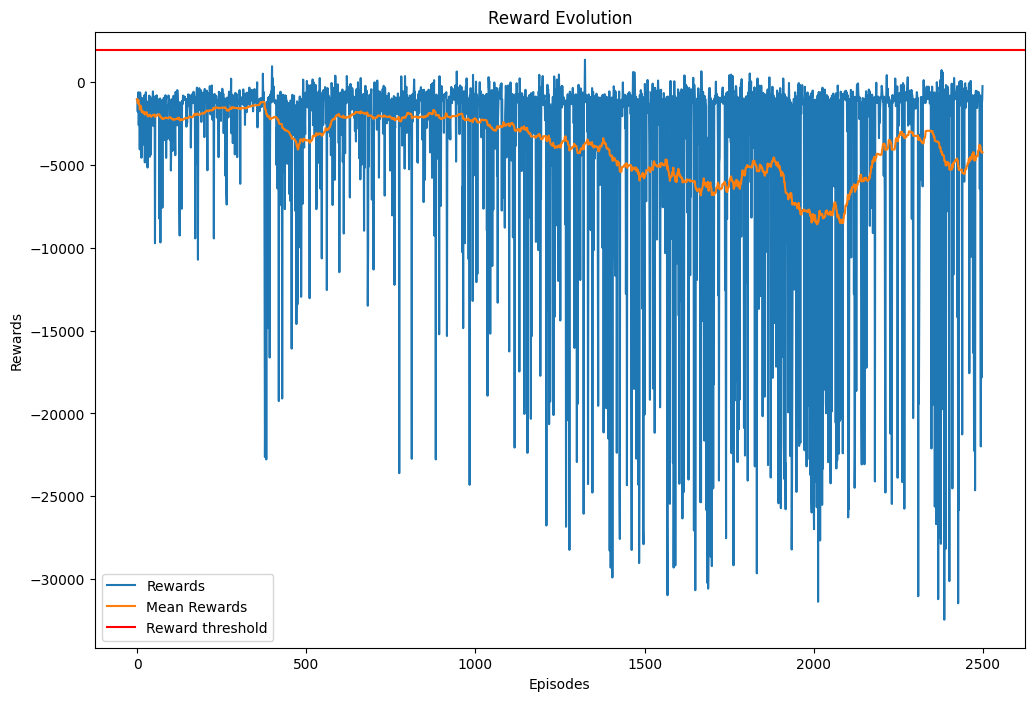 Reward Evolution
Rewards
0
−5000
−10000
−15000
−20000
−25000
−30000
Rewards
Mean Rewards
Reward threshold
0 500 1000 1500 2000 2500
Episodes